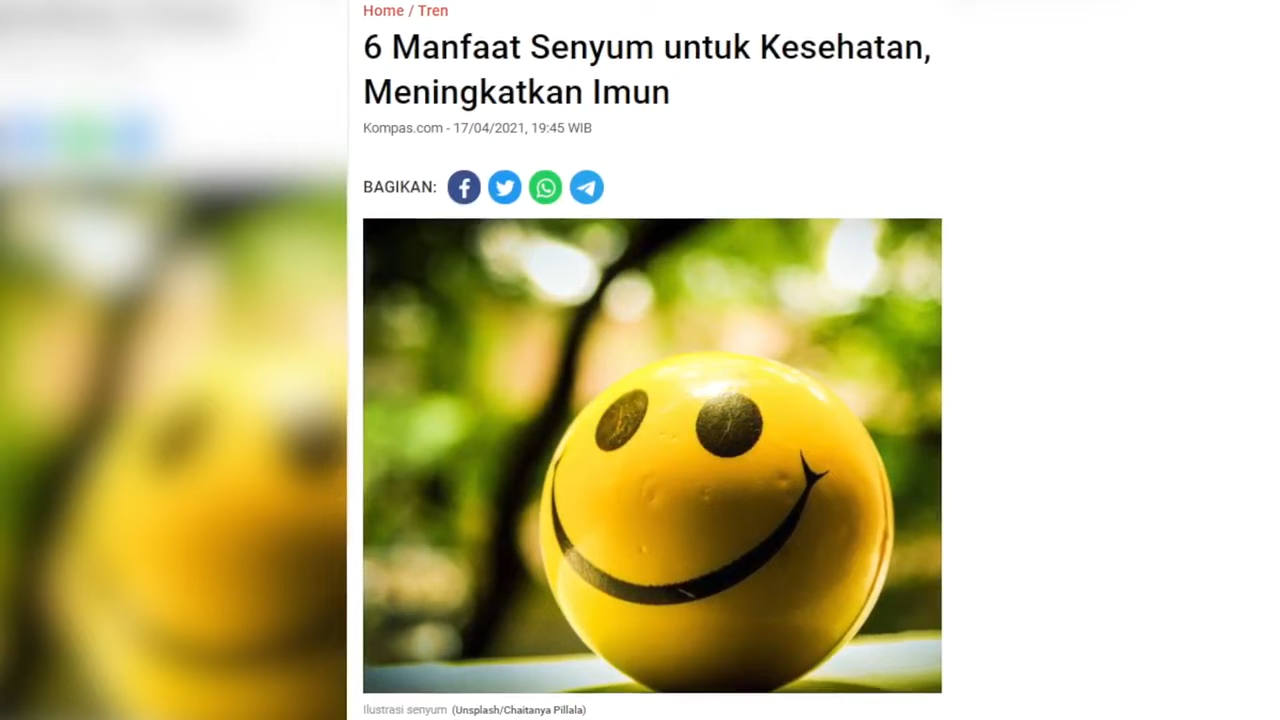 Home / Tren
6 Manfaat Senyum untuk Kesehatan,
Meningkatkan Imun
Kompas.com - 17/04/2021, 19:45 WIB
BAGIKAN:
Ilustrasi senyum (Unsplash/Chaitanya Pillala)